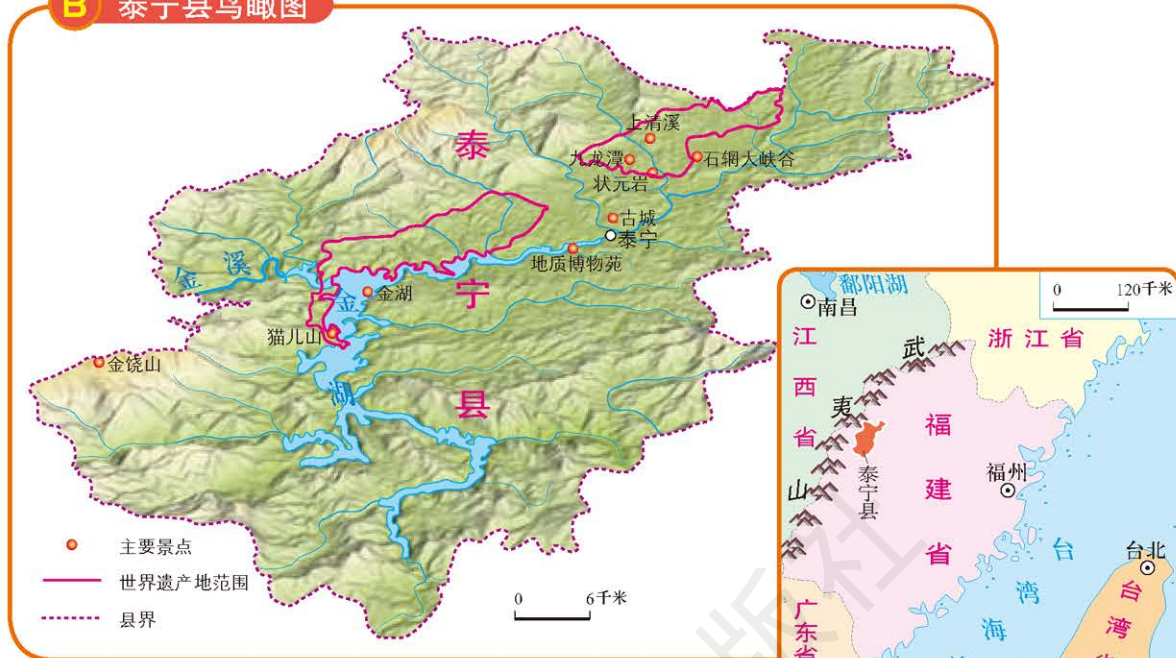 B 泰宁县鸟瞰图
泰
宁
县
上清溪
九龙潭
石辋大峡谷
状元岩
古城
泰宁
地质博物苑
金溪
金湖
金
湖
猫儿山
金饶山
主要景点
世界遗产地范围
县界
0 6千米
鄱阳湖
南昌
0 120千米
浙江省
江西省
武夷山
福建省
泰宁县
福州
台北
台湾海
台湾
广东省